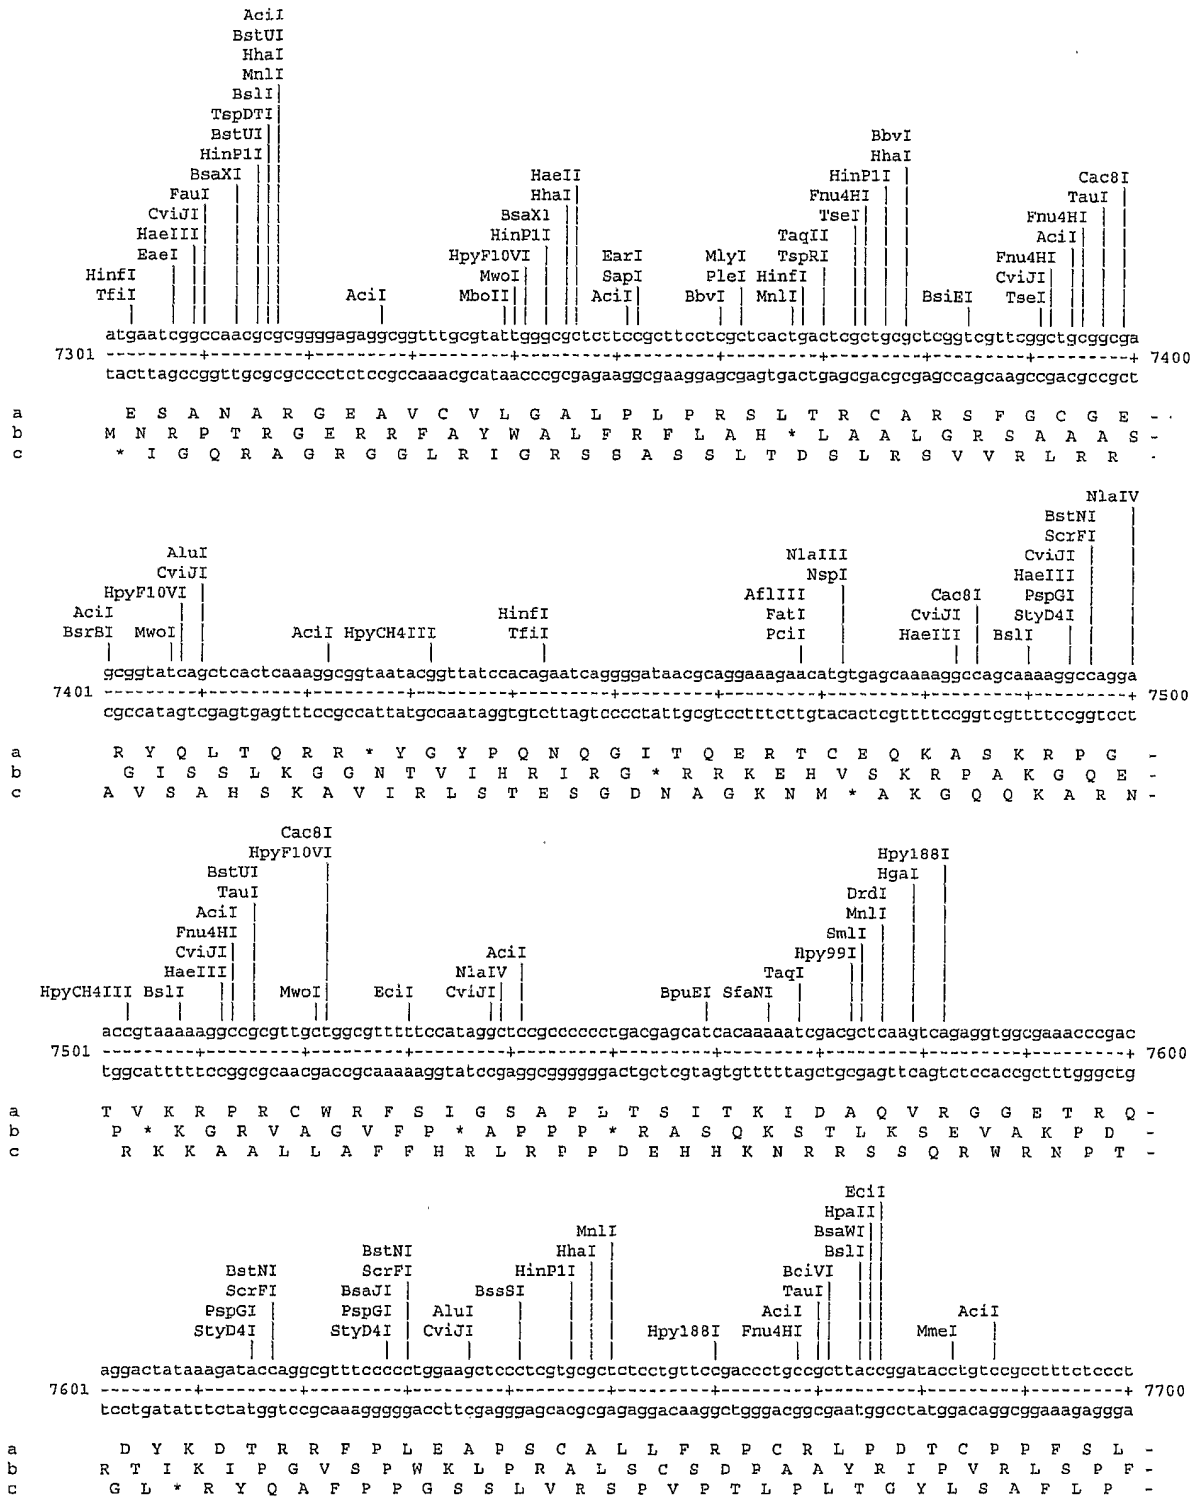 AciI
BstUI
HhaI
MnlI
BslI
TspDTI
BstUI BbvI
HinP1I HhaI
BsaXI HaeII HinP1I Cac8I
FauI HhaI Fnu4HI TauI
CviJI BsaXl TseI Fnu4HI
HaeIII HinP1I TaqII AciI
EaeI HpyF10VI EarI MlyI TspRI Fnu4HI
HinfI MwoI SapI PleI HinfI CviJI
TfiI AciI MboII AciI BbvI MnlI BsiEI TseI
atgaatcggccaacgcgcggggagaggcggtttgcgtattgggcgctcttccgcttcctcgctcactgactcgctgcgctcggtcgttcggctgcggcga
7301 ---------+---------+---------+---------+---------+---------+---------+---------+---------+---------+ 7400
tacttagccggttgcgcgcccctctccgccaaacgcataacccgcgagaaggcgaaggagcgagtgactgagcgacgcgagccagcaagccgacgccgct
a E S A N A R G E A V C V L G A L P L P R S L T R C A R S F G C G E -
b M N R P T R G E R R F A Y W A L F R F L A H * L A A L G R S A A A S -
c * I G Q R A G R G G L R I G R S S A S S L T D S L R S V V R L R R -
NlaIV
BstNI
ScrFI
AluI NlaIII CviJI
CviJI NspI HaeIII
HpyF10VI AflIII Cac8I PspGI
AciI HinfI FatI CviJI StyD4I
BsrBI MwoI AciI HpyCH4III TfiI PciI HaeIII BslI
gcggtatcagctcactcaaaggcggtaatacggttatccacagaatcaggggataacgcaggaaagaacatgtgagcaaaaggccagcaaaaggccagga
7401 ---------+---------+---------+---------+---------+---------+---------+---------+---------+---------+ 7500
cgccatagtcgagtgagtttccgccattatgccaataggtgtcttagtcccctattgcgtcctttcttgtacactcgttttccggtcgttttccggtcct
a R Y Q L T Q R R * Y G Y P Q N Q G I T Q E R T C E Q K A S K R P G -
b G I S S L K G G N T V I H R I R G * R R K E H V S K R P A K G Q E -
c A V S A H S K A V I R L S T E S G D N A G K N M * A K G Q Q K A R N -
Cac8I
HpyF10VI Hpy188I
BstUI HgaI
TauI DrdI
AciI MnlI
Fnu4HI SmlI
CviJI AciI Hpy99I
HaeIII NlaIV TaqI
HpyCH4III BslI MwoI EciI CviJI BpuEI SfaNI
accgtaaaaaggccgcgttgctggcgtttttccataggctccgcccccctgacgagcatcacaaaaatcgacgctcaagtcagaggtggcgaaacccgac
7501 ---------+---------+---------+---------+---------+---------+---------+---------+---------+---------+ 7600
tggcatttttccggcgcaacgaccgcaaaaaggtatccgaggcggggggactgctcgtagtgtttttagctgcgagttcagtctccaccgctttgggctg
a T V K R P R C W R F S I G S A P L T S I T K I D A Q V R G G E T R Q -
b P * K G R V A G V F P * A P P P * R A S Q K S T L K S E V A K P D -
c R K K A A L L A F F H R L R P P D E H H K N R R S S Q R W R N P T -
EciI
HpaII
MnlI BsaWI
BstNI HhaI BslI
BstNI ScrFI HinP1I BciVI
ScrFI BsaJI BssSI TauI
PspGI PspGI AluI AciI AciI
StyD4I StyD4I CviJI Hpy188I Fnu4HI MmeI
aggactataaagataccaggcgtttccccctggaagctccctcgtgcgctctcctgttccgaccctgccgcttaccggatacctgtccgcctttctccct
7601 ---------+---------+---------+---------+---------+---------+---------+---------+---------+---------+ 7700
tcctgatatttctatggtccgcaaagggggaccttcgagggagcacgcgagaggacaaggctgggacggcgaatggcctatggacaggcggaaagaggga
a D Y K D T R R F P L E A P S C A L L F R P C R L P D T C P P F S L -
b R T I K I P G V S P W K L P R A L S C S D P A A Y R I P V R L S P F -
c G L * R Y Q A F P P G S S L V R S P V P T L P L T G Y L S A F L P -